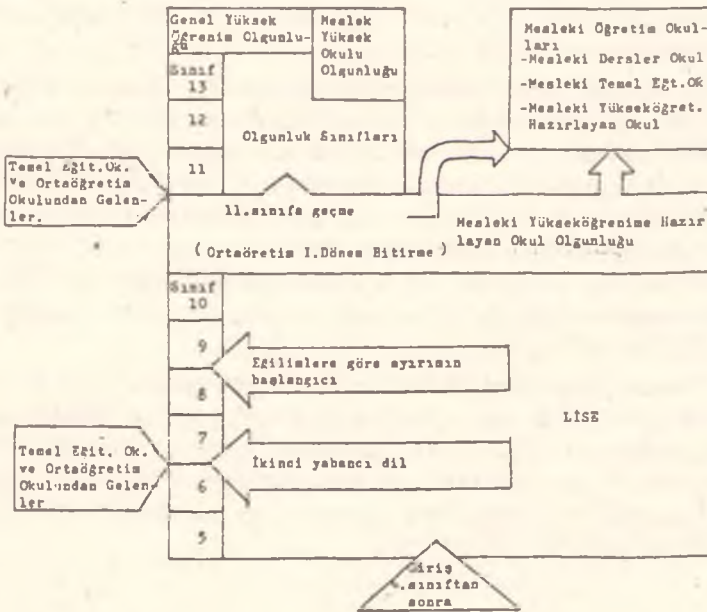 Genel Yüksek
Öğrenim Olgunlu-
ğu
Meslek
Yüksek
Okulu
Olgunluğu
Mesleki Öğretim Okul-
ları
-Mesleki Dersler Okul
-Mesleki Temel Eğt.Ok
-Mesleki Yükseköğret.
Hazırlayan Okul
Sınıf
13
12
11
Olgunluk Sınıfları
Temel Eğit.Ok.
ve Ortaöğretim
Okulundan Gelen-
ler.
11.sınıfa geçme
(Ortaöretim I.Dönem Bitirme)
Mesleki Yükseköğrenime Hazır
layan Okul Olgunluğu
Sınıf
10
9
8
7
6
5
Eğilimlere göre ayırımın
başlangıcı
LİSE
Temel Eğit. Ok.
ve Ortaöğretim
Okulundan Gelen-
ler
İkinci yabancı dil
Giriş
.sınıftan
sonra